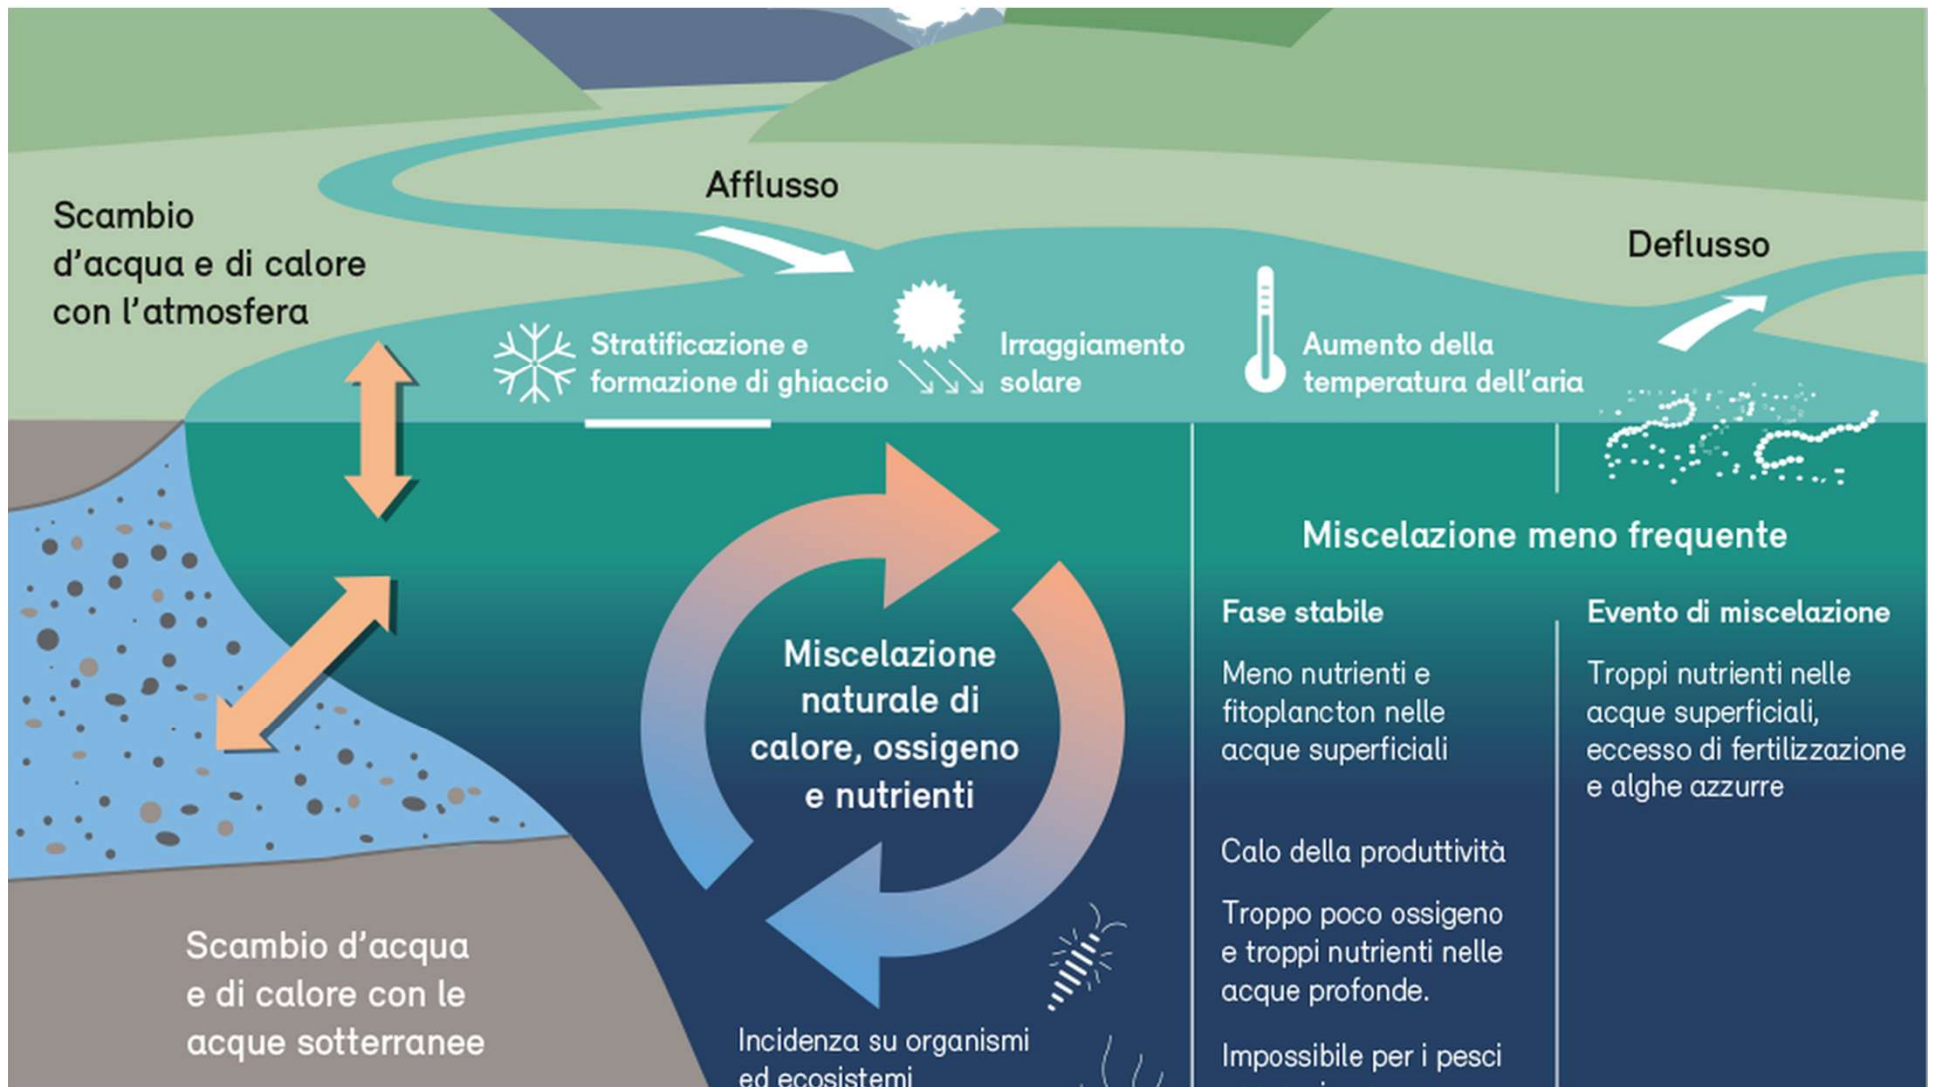 Afflusso
Scambio
d'acqua e di calore
con l'atmosfera
Deflusso
Stratificazione e
formazione di ghiaccio
Irraggiamento
solare
Aumento della
temperatura dell'aria
Miscelazione
naturale di
calore, ossigeno
e nutrienti
Miscelazione meno frequente
Fase stabile
Meno nutrienti e
fitoplancton nelle
acque superficiali
Calo della produttività
Troppo poco ossigeno
e troppi nutrienti nelle
acque profonde.
Impossibile per i pesci
Evento di miscelazione
Troppi nutrienti nelle
acque superficiali,
eccesso di fertilizzazione
e alghe azzurre
Scambio d'acqua
e di calore con le
acque sotterranee
Incidenza su organismi
ed ecosistemi